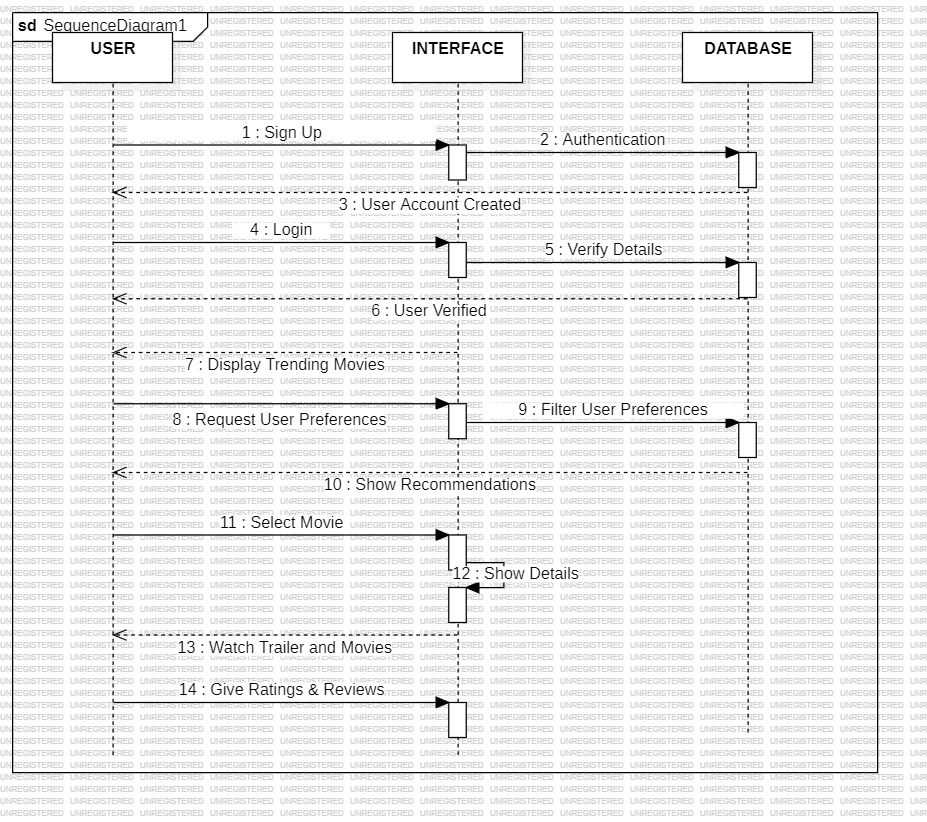 sd SequenceDiagram1
USER
INTERFACE
DATABASE
1 : Sign Up
2 : Authentication
3 : User Account Created
4 : Login
5 : Verify Details
6 : User Verified
7 : Display Trending Movies
8 : Request User Preferences
9 : Filter User Preferences
10 : Show Recommendations
11 : Select Movie
12 : Show Details
13 : Watch Trailer and Movies
14 : Give Ratings & Reviews
UNREGISTERED